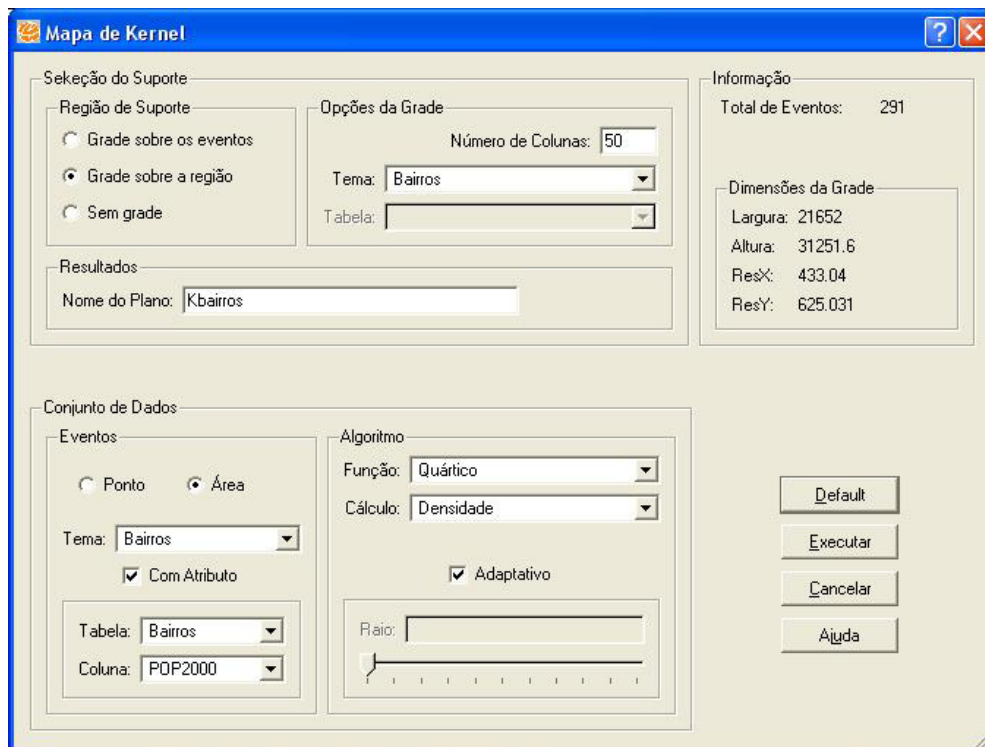 Mapa de Kernel
Sekeção do Suporte
Região de Suporte
Grade sobre os eventos
Grade sobre a região
Sem grade
Opções da Grade
Número de Colunas: 50
Tema: Bairros
Tabela:
Resultados
Nome do Plano: Kbairros
Informação
Total de Eventos: 291
Dimensões da Grade
Largura: 21652
Altura: 31251.6
ResX: 433.04
ResY: 625.031
Conjunto de Dados
Eventos
Ponto Área
Tema: Bairros
Com Atributo
Tabela: Bairros
Coluna: POP2000
Algoritmo
Função: Quártico
Cálculo: Densidade
Adaptativo
Raio:
Default
Executar
Cancelar
Ajuda